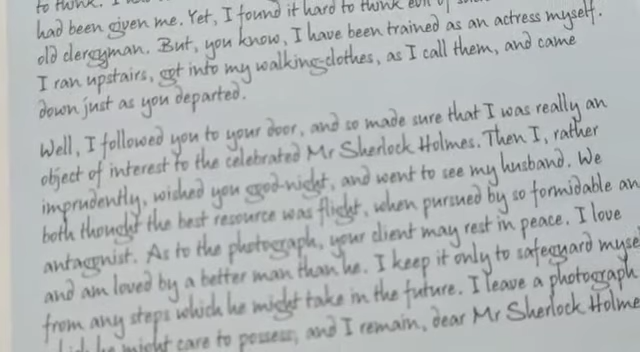 to think. I
had been given me. Yet, I found it hard to think evil of
old clergyman. But, you know, I have been trained as an actress myself.
I ran upstairs, got into my walking-clothes, as I call them, and came
down just as you departed.
Well, I followed you to your door, and so made sure that I was really an
object of interest to the celebrated Mr Sherlock Holmes. Then I, rather
imprudently, wished you good-night, and went to see my husband. We
both thought the best resource was flight, when pursued by so formidable an
antagonist. As to the photograph, your client may rest in peace. I love
and am loved by a better man than he. I keep it only to safeguard myse
from any steps which he might take in the future. I leave a photograph
he might care to possess, and I remain, dear Mr Sherlock Holme